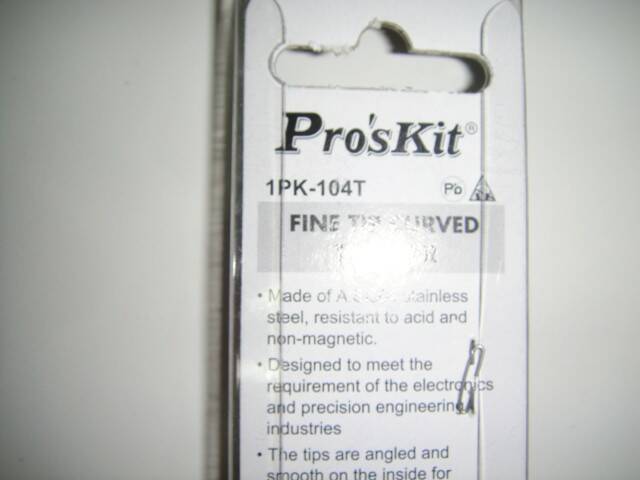 Pro'sKit®
1PK-104T
Pb
FINE TIP CURVED
• Made of stainless
steel, resistant to acid and
non-magnetic.
• Designed to meet the
requirement of the electronics
and precision engineering
industries
• The tips are angled and
smooth on the inside for